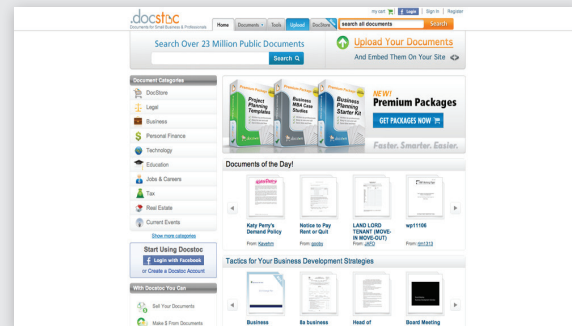 my cart Login | Sign In | Register
docstoc
Documents for Small Business & Professionals
Home Documents Tools Upload DocStore search all documents Search
Search Over 23 Million Public Documents
Search
Upload Your Documents
And Embed Them On Your Site
Document Categories
DocStore
Legal
Business
Personal Finance
Technology
Education
Jobs & Careers
Tax
Real Estate
Current Events
Show more categories
Start Using Docstoc
Login with Facebook
or Create a Docstoc Account
With Docstoc You Can
Sell Your Documents
Make $ From Documents
Project Planning Templates
Business MBA Case Studies
Business Planning Starter Kit
NEW!
Premium Packages
GET PACKAGES NOW
Faster. Smarter. Easier.
Documents of the Day!
Katy Perry's Demand Policy
From: Kayehm
Notice to Pay Rent or Quit
From:
LAND LORD TENANT (MOVE-IN MOVE-OUT)
From: JAFO
wp11106
From: tim1213
Tactics for Your Business Development Strategies
Business
8a business
Head of
Board Meeting